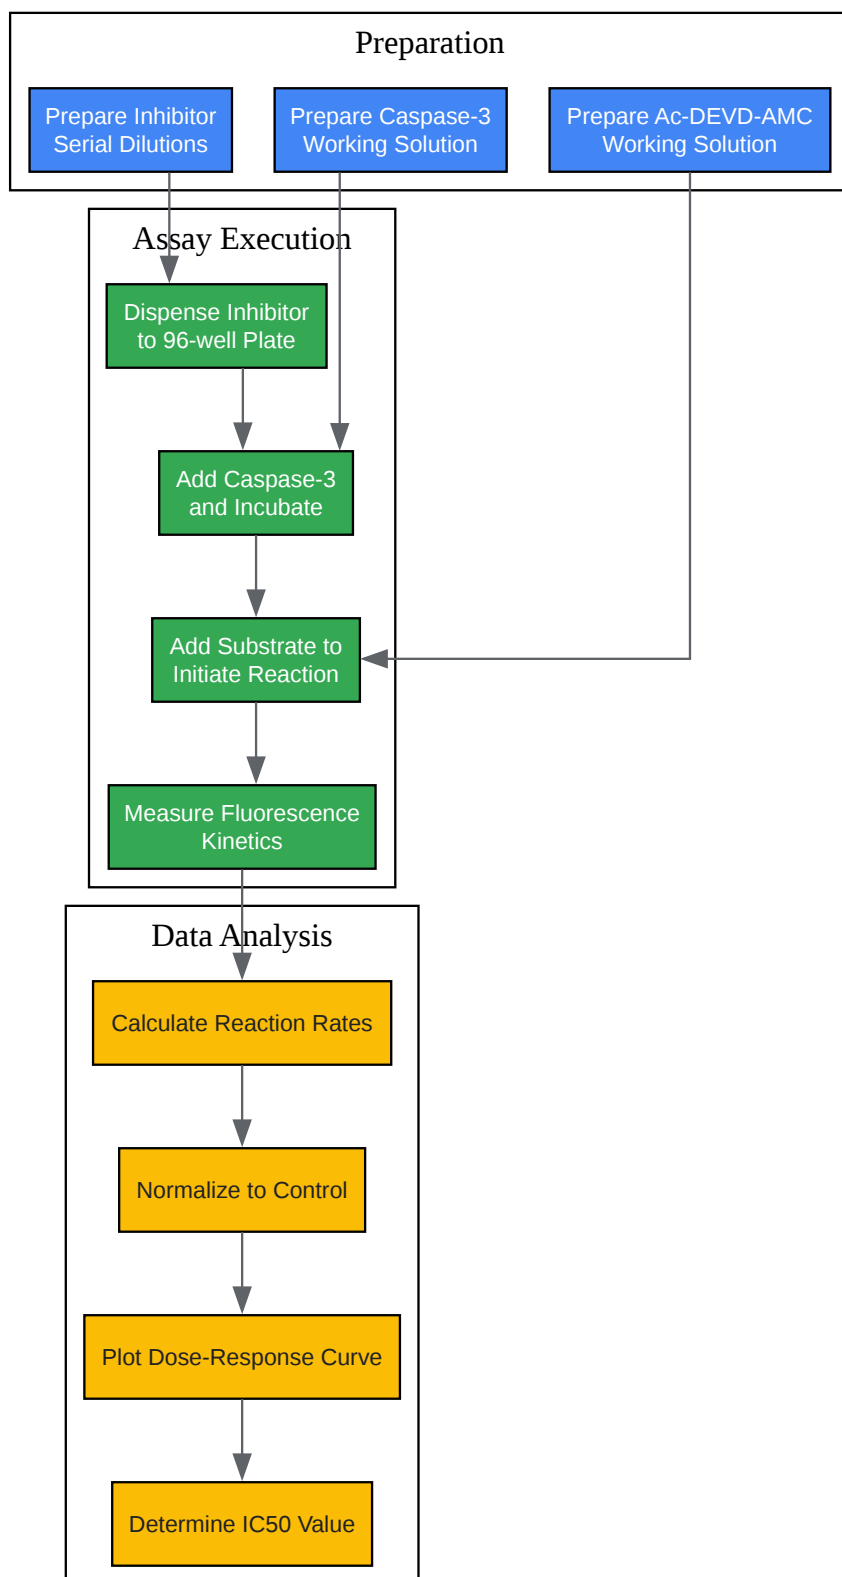 Preparation
Prepare Inhibitor
Serial Dilutions
Prepare Caspase-3
Working Solution
Prepare Ac-DEVD-AMC
Working Solution
Assay Execution
Dispense Inhibitor
to 96-well Plate
Add Caspase-3
and Incubate
Add Substrate to
Initiate Reaction
Measure Fluorescence
Kinetics
Data Analysis
Calculate Reaction Rates
Normalize to Control
Plot Dose-Response Curve
Determine IC50 Value